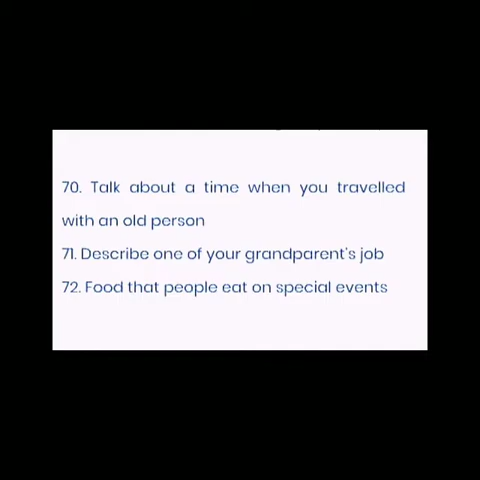 70. Talk about a time when you travelled
with an old person
71. Describe one of your grandparent's job
72. Food that people eat on special events